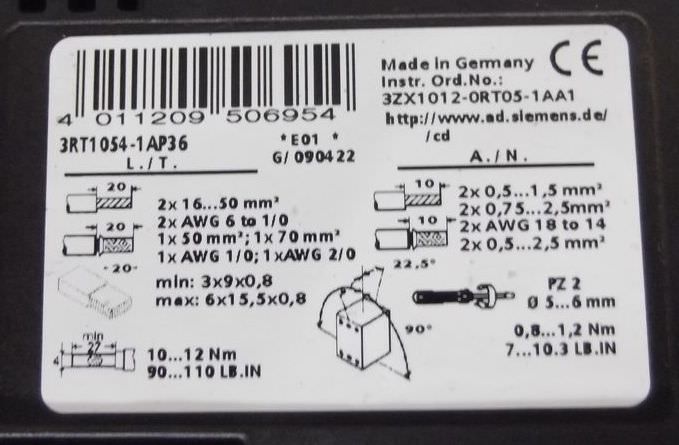 4 011209 506954
3RT1054-1AP36
*E01 *
G/ 090422
Made in Germany CE
Instr. Ord.No.:
3ZX1012-0RT05-1AA1
http://www.ad.siemens.de/
/cd
L./T.
20
2x 16...50 mm²
2x AWG 6 to 1/0
20
1x 50 mm²; 1x 70 mm²
1x AWG 1/0; 1xAWG 2/0
-20-
min: 3x9x0,8
max: 6x15,5x0,8
min
27
4
10...12 Nm
90...110 LB.IN
A./N.
10
2x 0,5...1,5 mm²
2x 0,75...2,5mm²
10
2x AWG 18 to 14
2x 0,5...2,5 mm²
22,5°
90°
PZ 2
Ø 5...6 mm
0,8...1,2 Nm
7...10.3 LB.IN